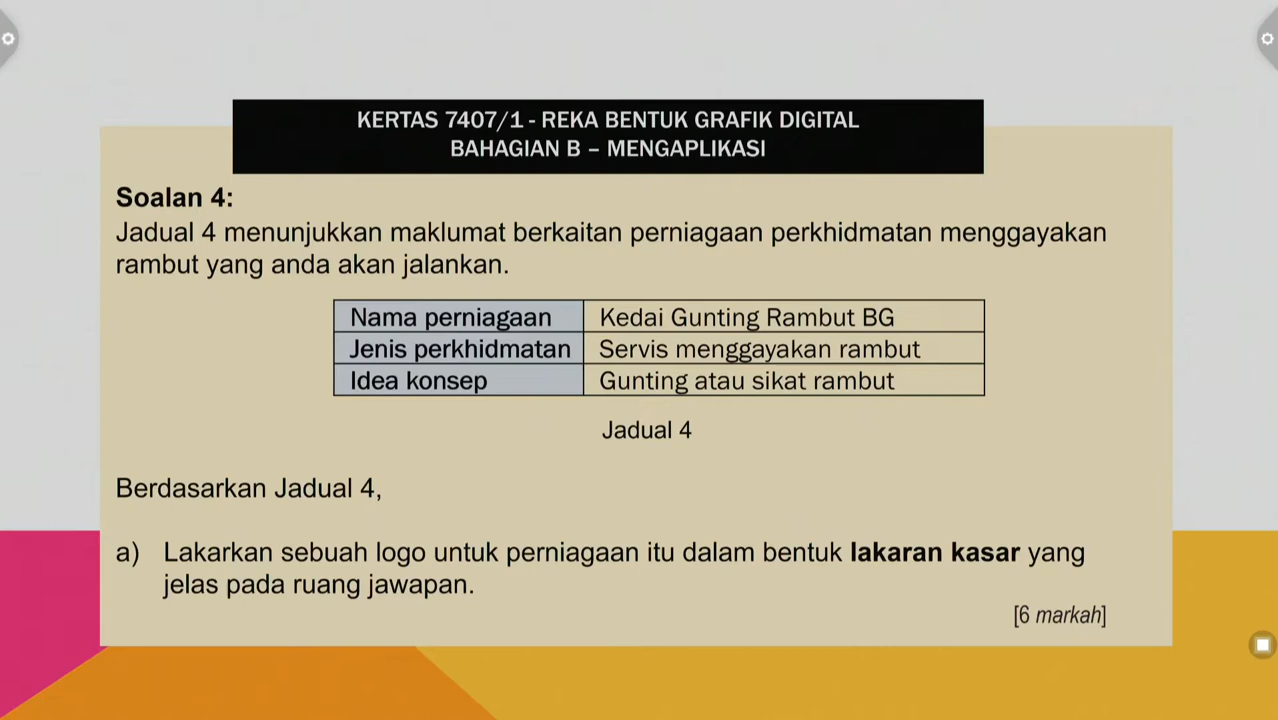 KERTAS 7407/1 - REKA BENTUK GRAFIK DIGITAL
BAHAGIAN B – MENGAPLIKASI
Soalan 4:
Jadual 4 menunjukkan maklumat berkaitan perniagaan perkhidmatan menggayakan
rambut yang anda akan jalankan.
Nama perniagaan Kedai Gunting Rambut BG
Jenis perkhidmatan Servis menggayakan rambut
Idea konsep Gunting atau sikat rambut
Jadual 4
Berdasarkan Jadual 4,
a) Lakarkan sebuah logo untuk perniagaan itu dalam bentuk lakaran kasar yang
jelas pada ruang jawapan.
[6 markah]